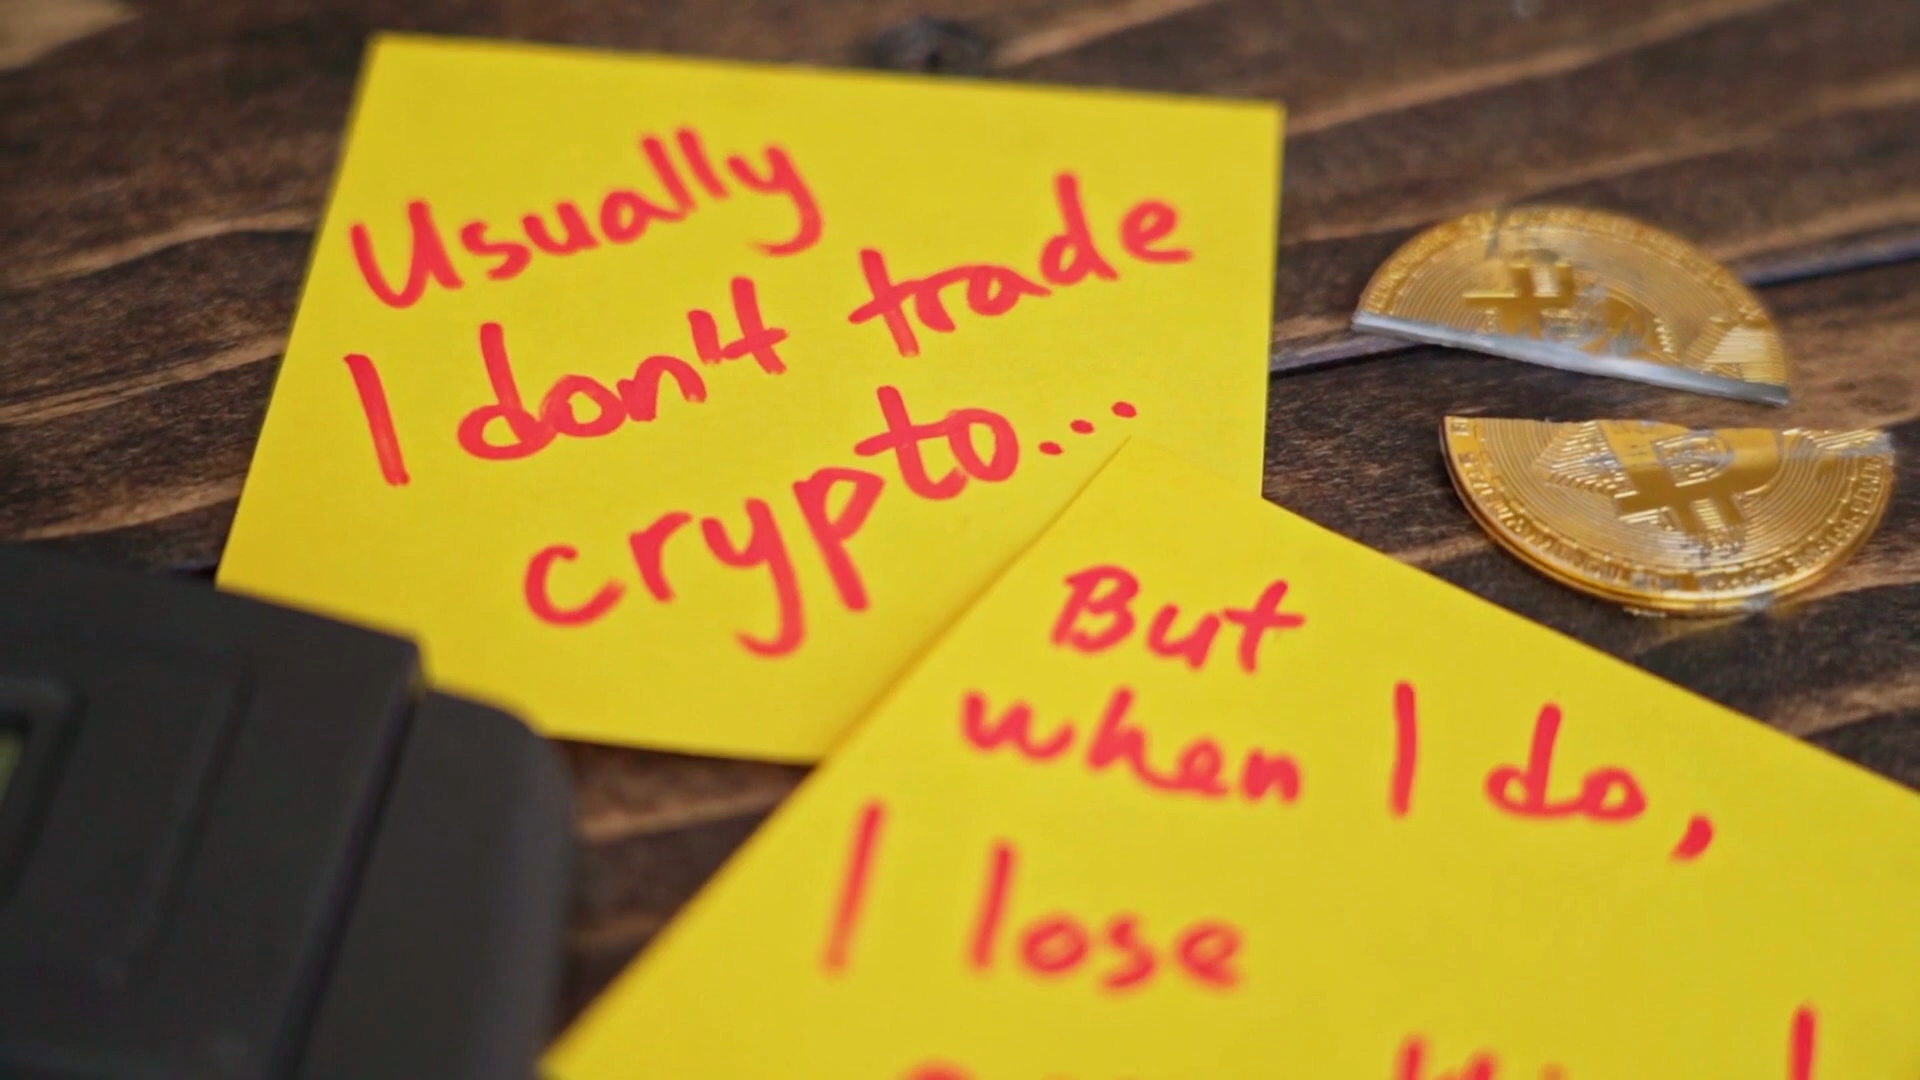 Usually
I don't trade
crypto...
But
when I do,
I lose